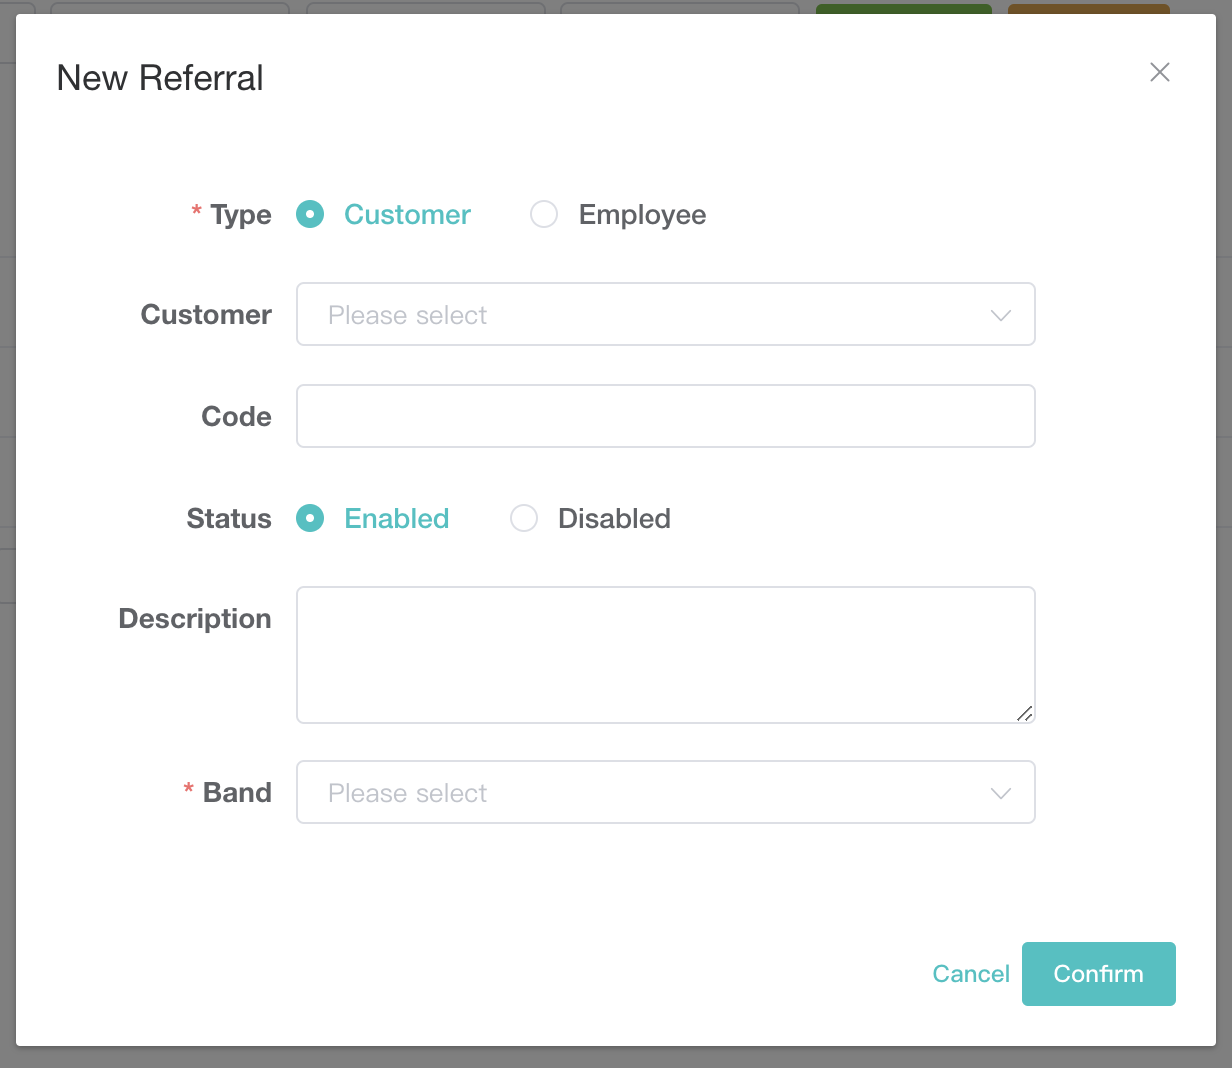 New Referral
* Type Customer Employee
Customer Please select
Code
Status Enabled Disabled
Description
* Band Please select
Cancel Confirm